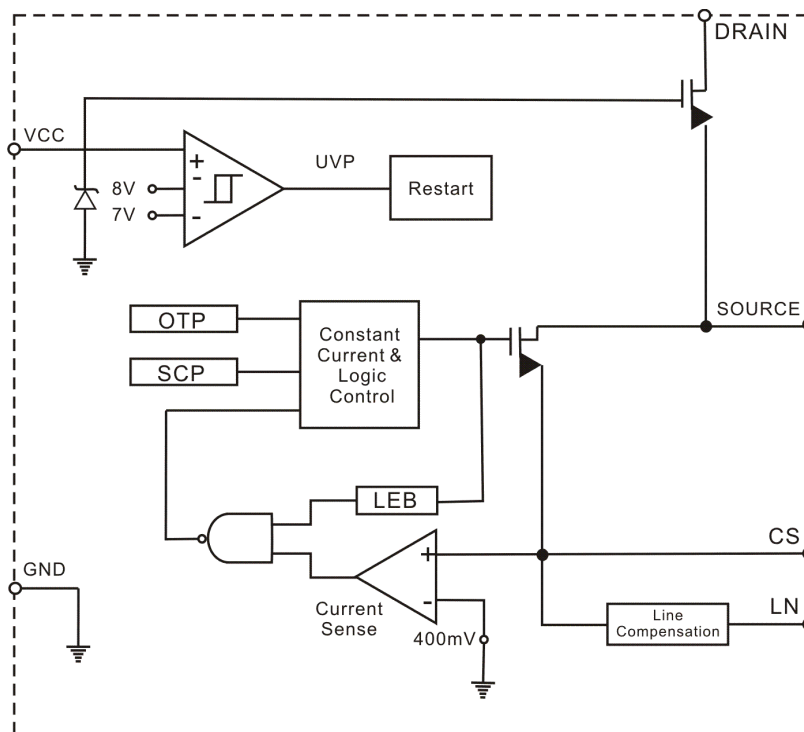 DRAIN
VCC
+
-
-
8V
7V
UVP
Restart
SOURCE
OTP
SCP
Constant
Current &
Logic
Control
LEB
CS
GND
+
-
LN
Current
Sense
400mV
Line
Compensation